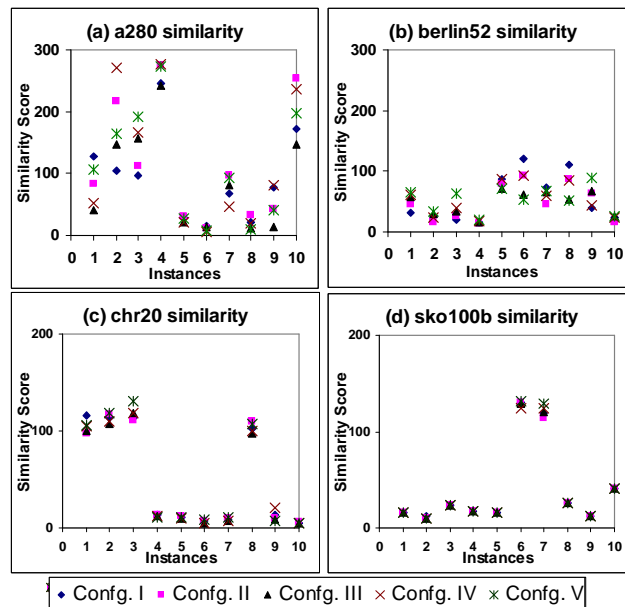 (a) a280 similarity
Similarity Score
300
200
100
0
0 1 2 3 4 5 6 7 8 9 10
Instances
(b) berlin52 similarity
Similarity Score
300
200
100
0
0 1 2 3 4 5 6 7 8 9 10
Instances
(c) chr20 similarity
Similarity Score
200
100
0
0 1 2 3 4 5 6 7 8 9 10
Instances
(d) sko100b similarity
Similarity Score
200
100
0
0 1 2 3 4 5 6 7 8 9 10
Instances
Confg. I Confg. II Confg. III Confg. IV Confg. V